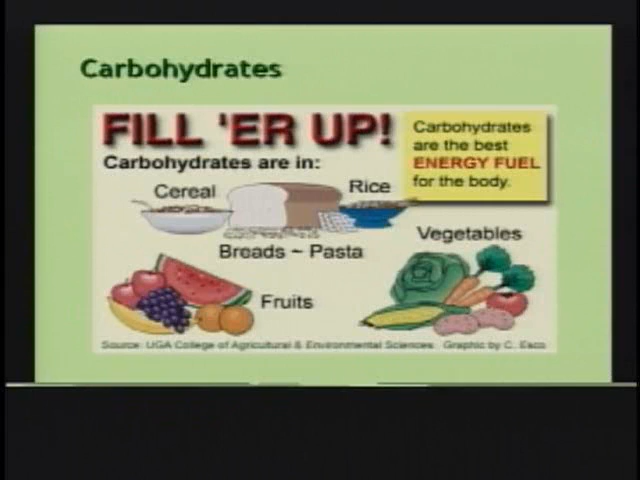 Carbohydrates
FILL 'ER UP!
Carbohydrates are in:
Carbohydrates
are the best
ENERGY FUEL
for the body.
Cereal
Rice
Breads ~ Pasta
Vegetables
Fruits
Source: UGA College of Agricultural & Environmental Sciences Graphic by C. Esco